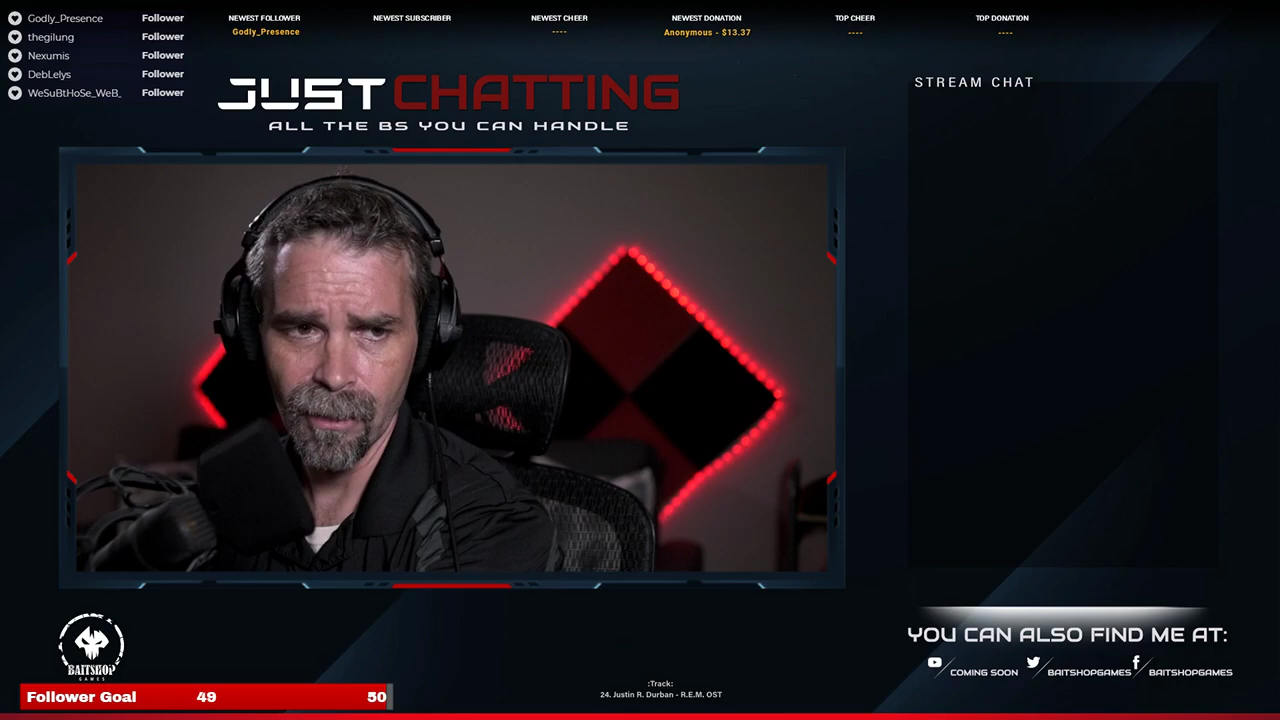 Godly_Presence Follower
thegilung Follower
Nexumis Follower
DebLelys Follower
WeSuBtHoSe_WeB_ Follower
NEWEST FOLLOWER
Godly_Presence
NEWEST SUBSCRIBER
NEWEST CHEER
----
NEWEST DONATION
Anonymous - $13.37
TOP CHEER
----
TOP DONATION
----
JUST CHATTING
ALL THE BS YOU CAN HANDLE
STREAM CHAT
BAITSHOP
GAMES
Follower Goal 49 50
:Track:
24. Justin R. Durban - R.E.M. OST
YOU CAN ALSO FIND ME AT:
COMING SOON BAITSHOPGAMES BAITSHOPGAMES